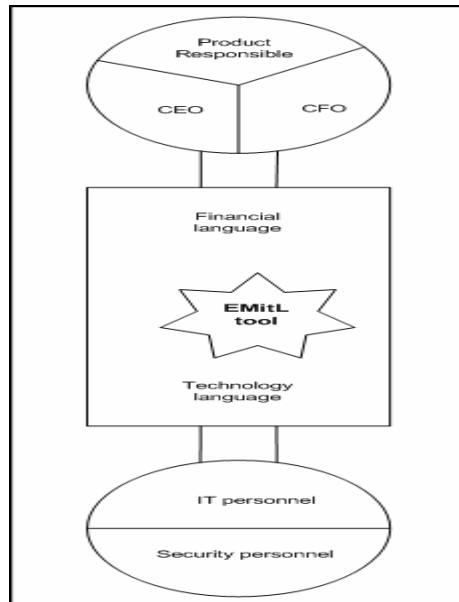 Product
Responsible
CEO
CFO
Financial
language
EMitL
tool
Technology
language
IT personnel
Security personnel